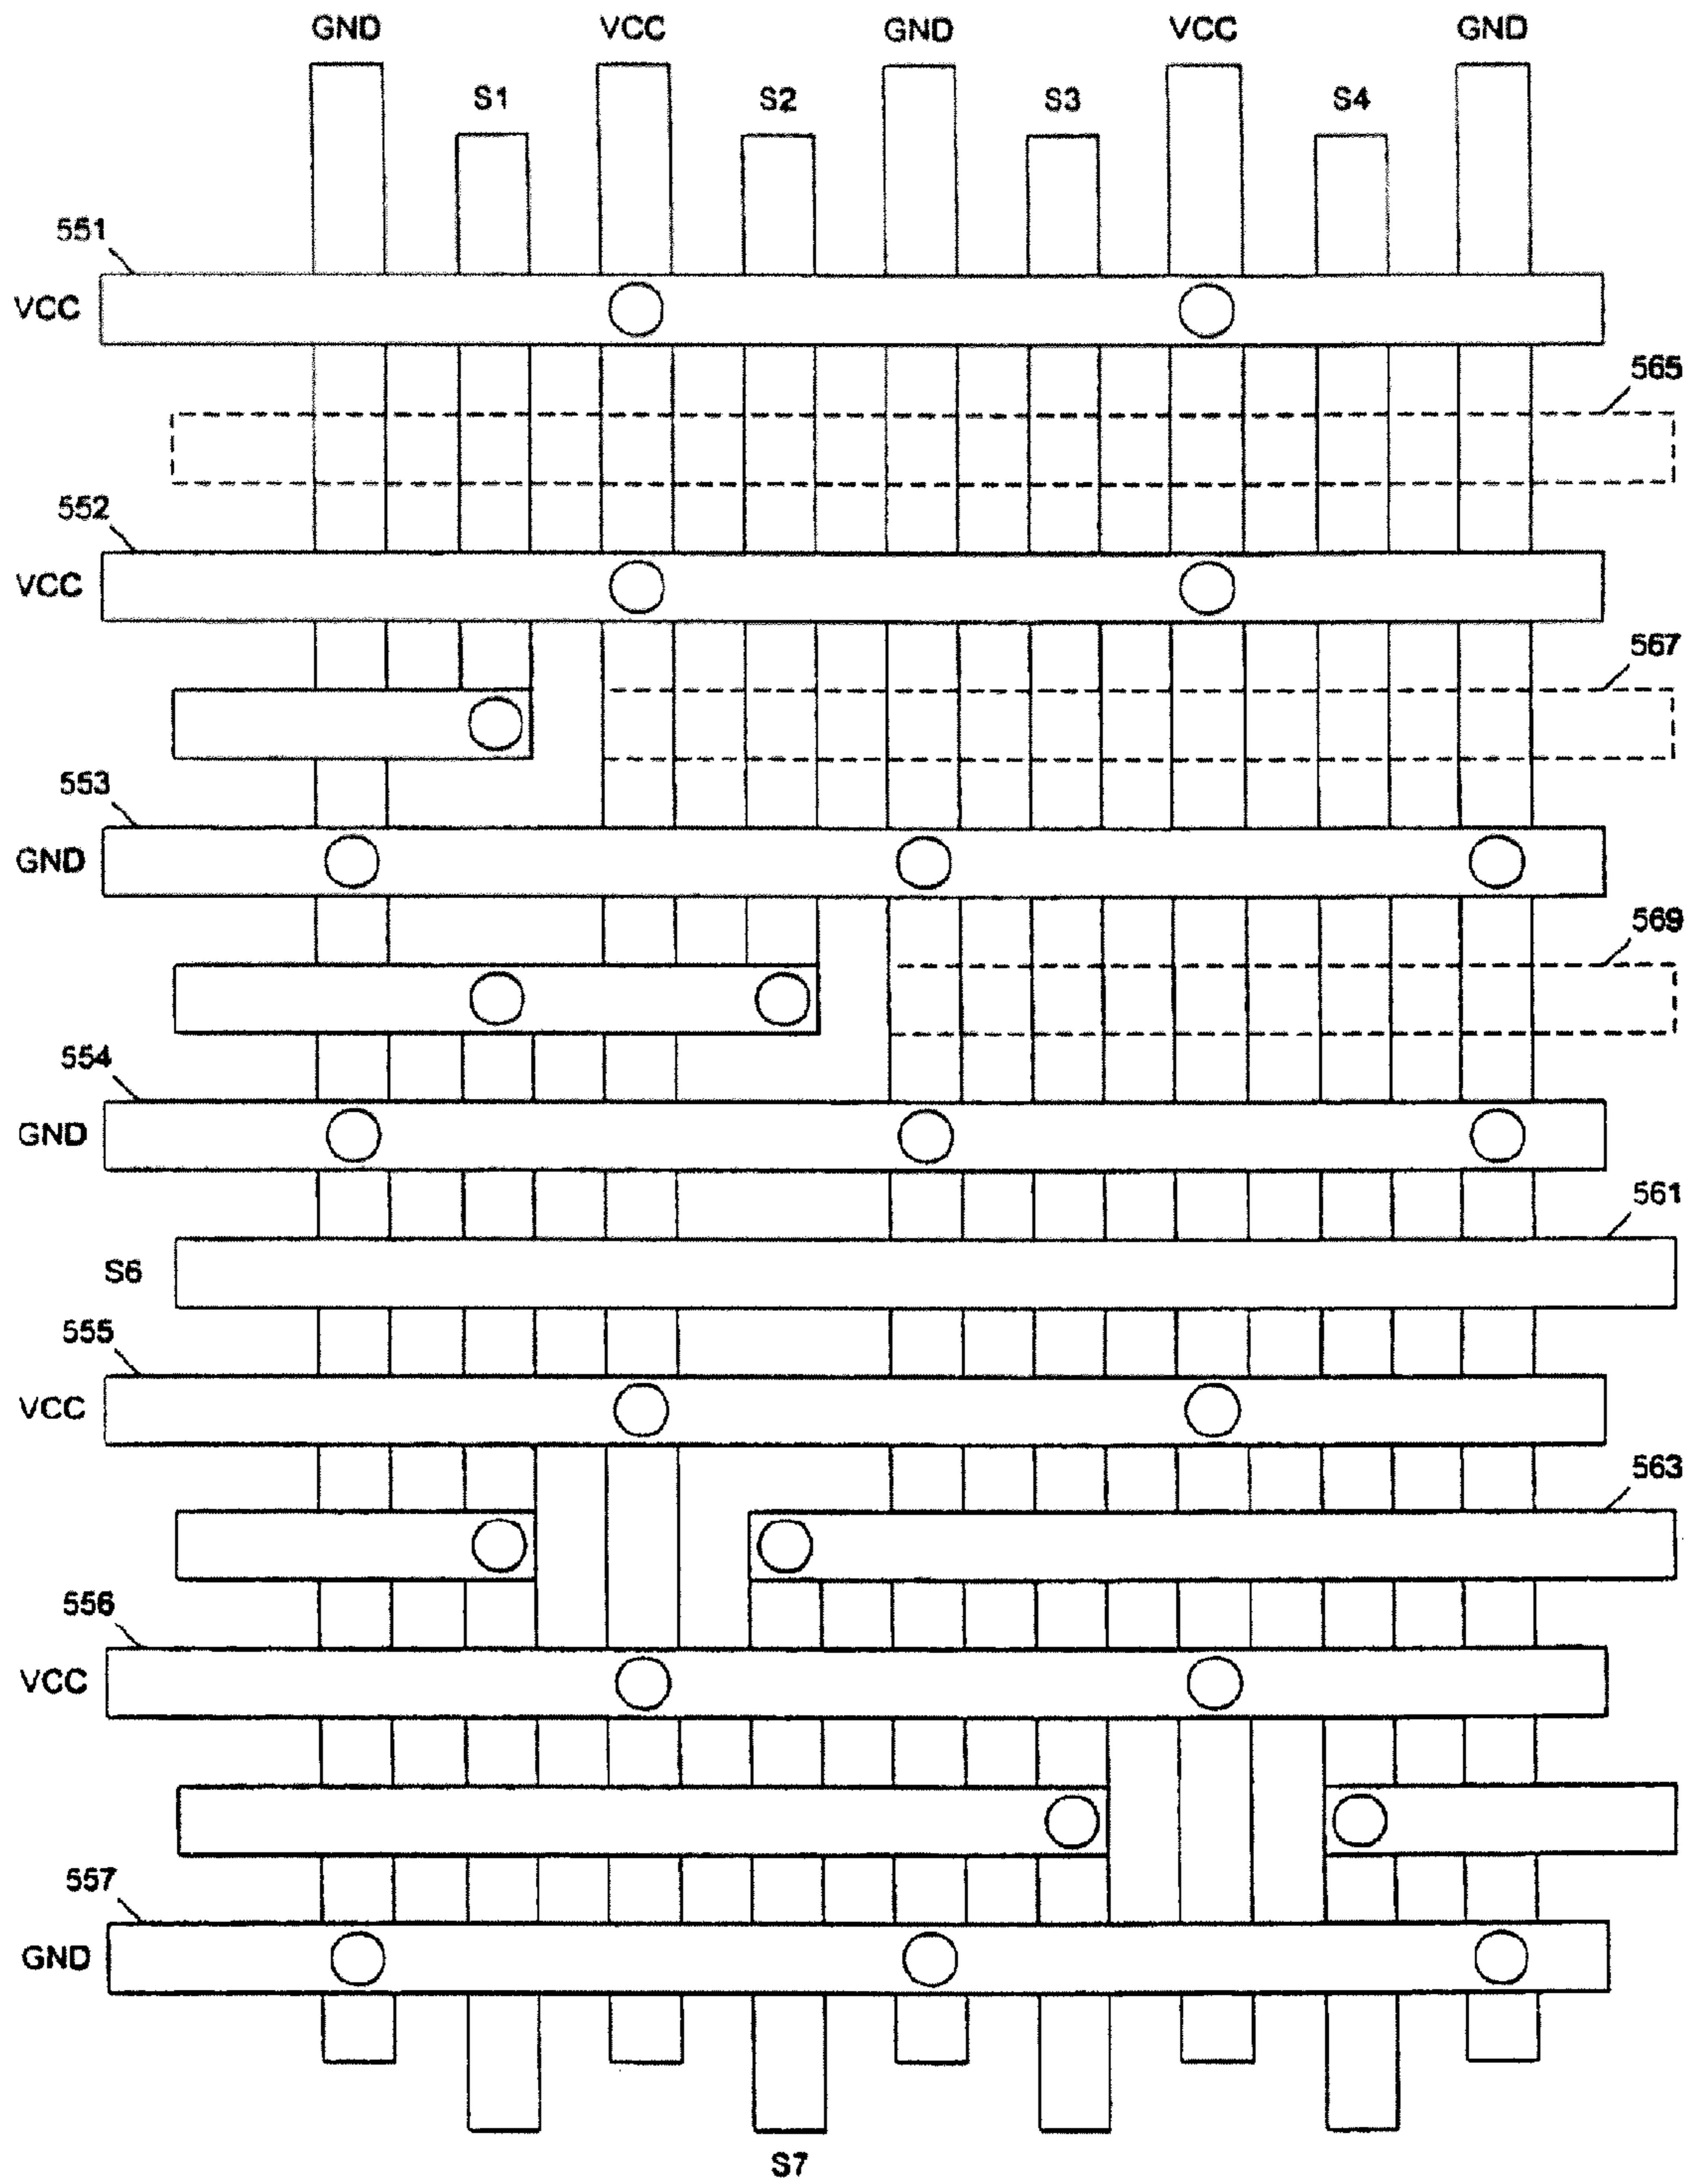 GND VCC GND VCC GND
S1 S2 S3 S4
551
VCC
565
552
VCC
567
553
GND
569
554
GND
561
S6
555
VCC
563
556
VCC
557
GND
S7